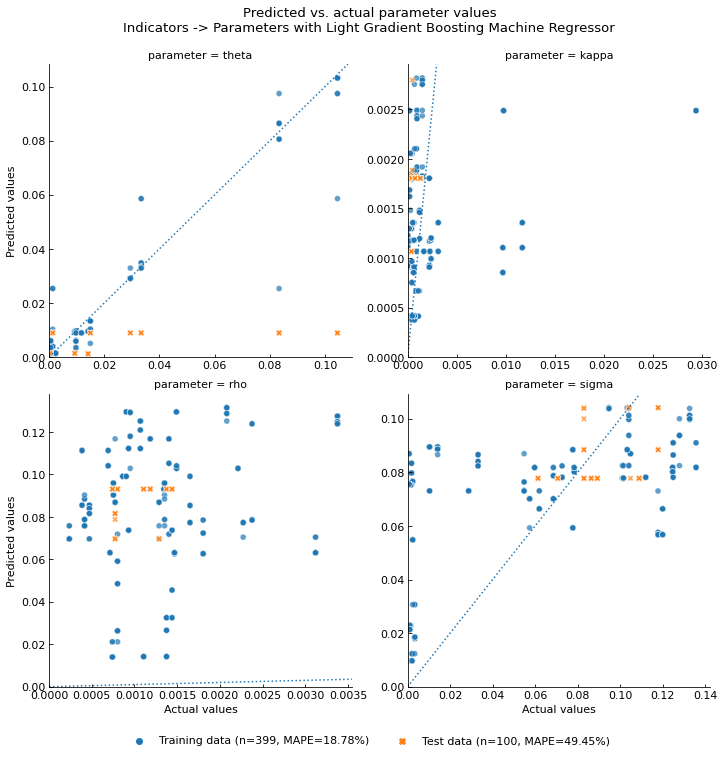 Predicted vs. actual parameter values
Indicators -> Parameters with Light Gradient Boosting Machine Regressor
parameter = theta
parameter = kappa
Predicted values
0.10
0.08
0.06
0.04
0.02
0.00
0.00 0.02 0.04 0.06 0.08 0.10
0.0025
0.0020
0.0015
0.0010
0.0005
0.0000
0.000 0.005 0.010 0.015 0.020 0.025 0.030
parameter = rho
parameter = sigma
Predicted values
0.12
0.10
0.08
0.06
0.04
0.02
0.00
0.0000 0.0005 0.0010 0.0015 0.0020 0.0025 0.0030 0.0035
Actual values
0.10
0.08
0.06
0.04
0.02
0.00
0.00 0.02 0.04 0.06 0.08 0.10 0.12 0.14
Actual values
Training data (n=399, MAPE=18.78%)
Test data (n=100, MAPE=49.45%)